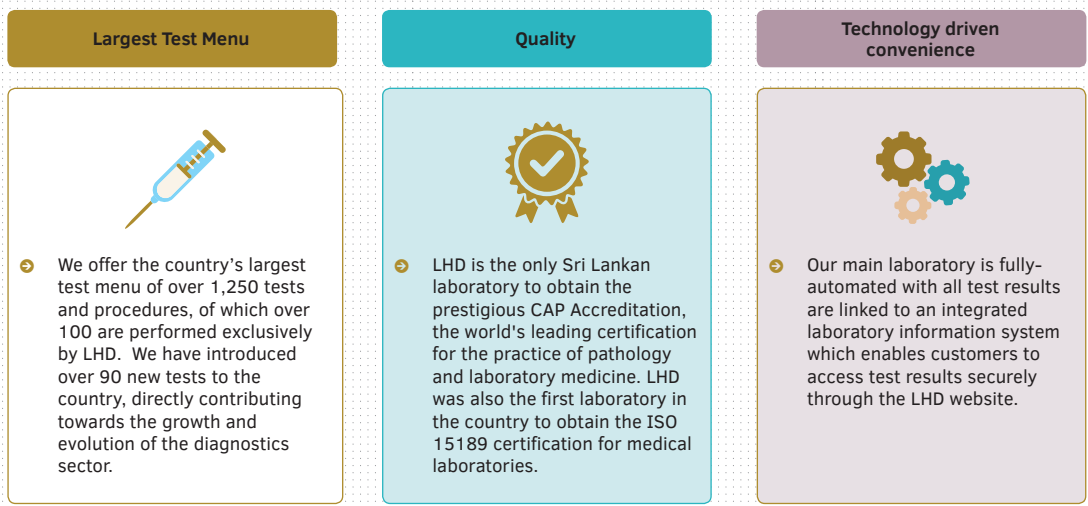 Largest Test Menu
We offer the country's largest
test menu of over 1,250 tests
and procedures, of which over
100 are performed exclusively
by LHD.  We have introduced
over 90 new tests to the
country, directly contributing
towards the growth and
evolution of the diagnostics
sector.
Quality
LHD is the only Sri Lankan
laboratory to obtain the
prestigious CAP Accreditation,
the world's leading certification
for the practice of pathology
and laboratory medicine. LHD
was also the first laboratory in
the country to obtain the ISO
15189 certification for medical
laboratories.
Technology driven
convenience
Our main laboratory is fully-
automated with all test results
are linked to an integrated
laboratory information system
which enables customers to
access test results securely
through the LHD website.